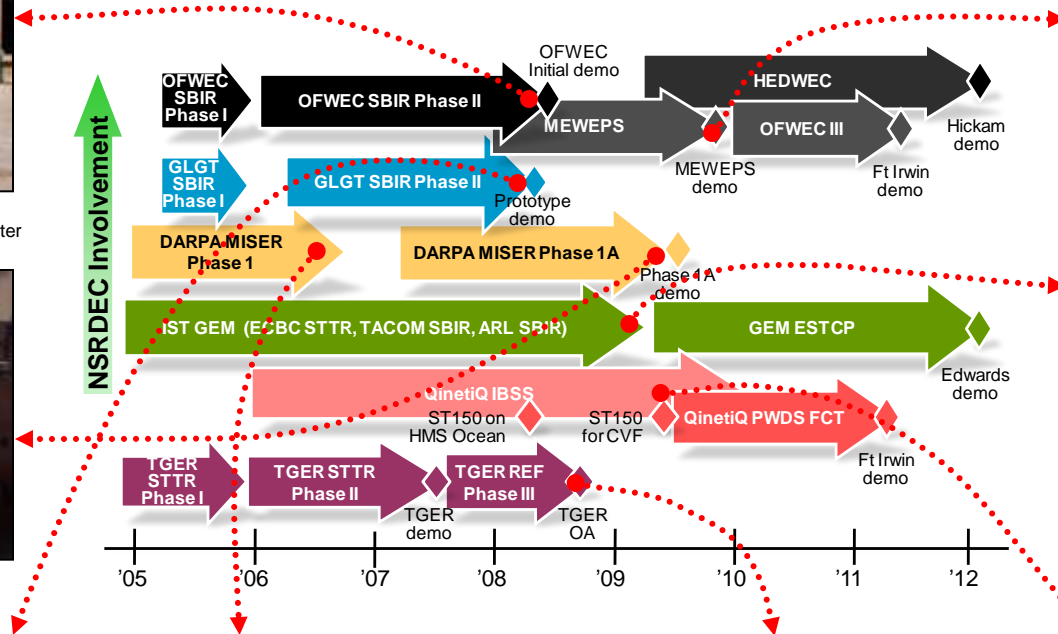 OFWEC
Initial demo
OFWEC
SBIR
Phase I
OFWEC SBIR Phase II
HEDWEC
MEWEPS
OFWEC III
Hickam
demo
MEWEPS
demo
Ft Irwin
demo
NSRDEC Involvement
GLGT
SBIR
Phase I
GLGT SBIR Phase II
Prototype
demo
ter
DARPA MISER
Phase 1
DARPA MISER Phase 1A
Phase 1A
demo
IST GEM (ECBC STTR, TACOM SBIR, ARL SBIR)
GEM ESTCP
Edwards
demo
QinetiQ IBSS
ST150 on
HMS Ocean
ST150
for CVF
QinetiQ PWDS FCT
Ft Irwin
demo
TGER
STTR
Phase I
TGER STTR
Phase II
TGER REF
Phase III
TGER
demo
TGER
OA
'05
'06
'07
'08
'09
'10
'11
'12